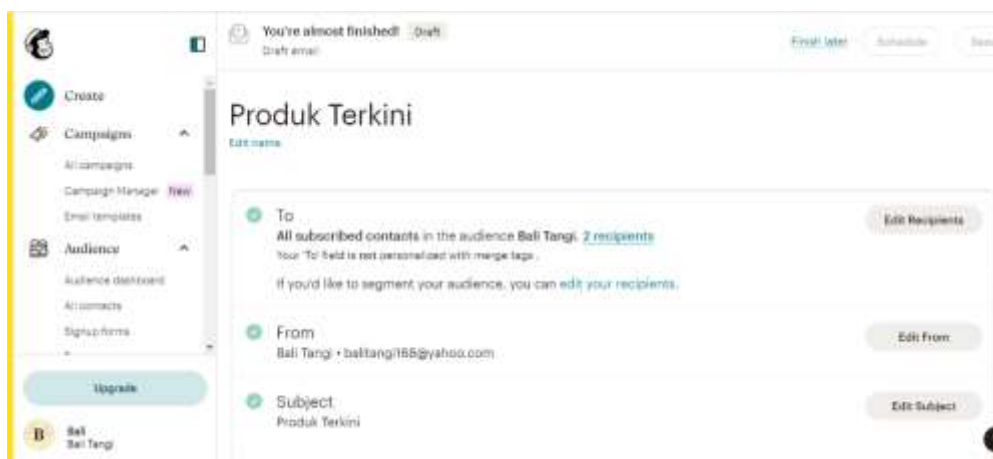 You're almost finished! Draft
Draft email
Finish later Schedule
Create
Campaigns
All campaigns
Campaign Manager New
Email templates
Audience
Audience dashboard
All contacts
Signup forms
Upgrade
B
Bali
Bali Tangi
Produk Terkini
Edit name
To
All subscribed contacts in the audience Bali Tangi. 2 recipients
Your 'To' field is not personalized with merge tags.
If you'd like to segment your audience, you can edit your recipients.
Edit Recipients
From
Bali Tangi • balitangi168@yahoo.com
Edit From
Subject
Produk Terkini
Edit Subject